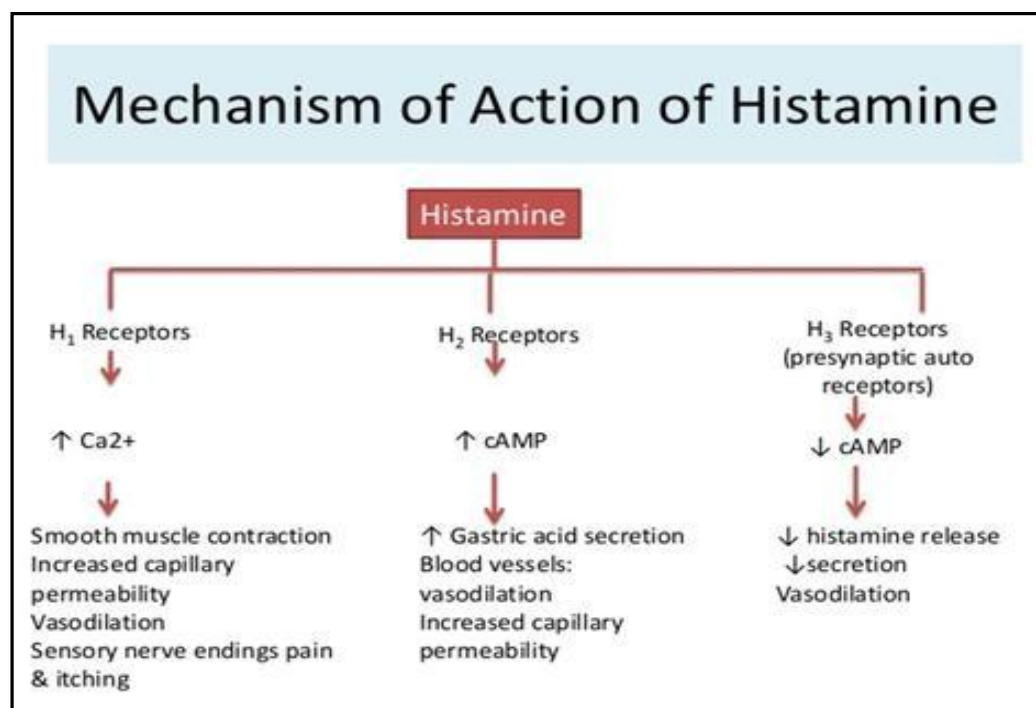 Mechanism of Action of Histamine
Histamine
H₁ Receptors
↑ Ca2+
Smooth muscle contraction
Increased capillary
permeability
Vasodilation
Sensory nerve endings pain
& itching
H₂ Receptors
↑ cAMP
↑ Gastric acid secretion
Blood vessels:
vasodilation
Increased capillary
permeability
H₃ Receptors
(presynaptic auto
receptors)
↓ cAMP
↓ histamine release
↓secretion
Vasodilation